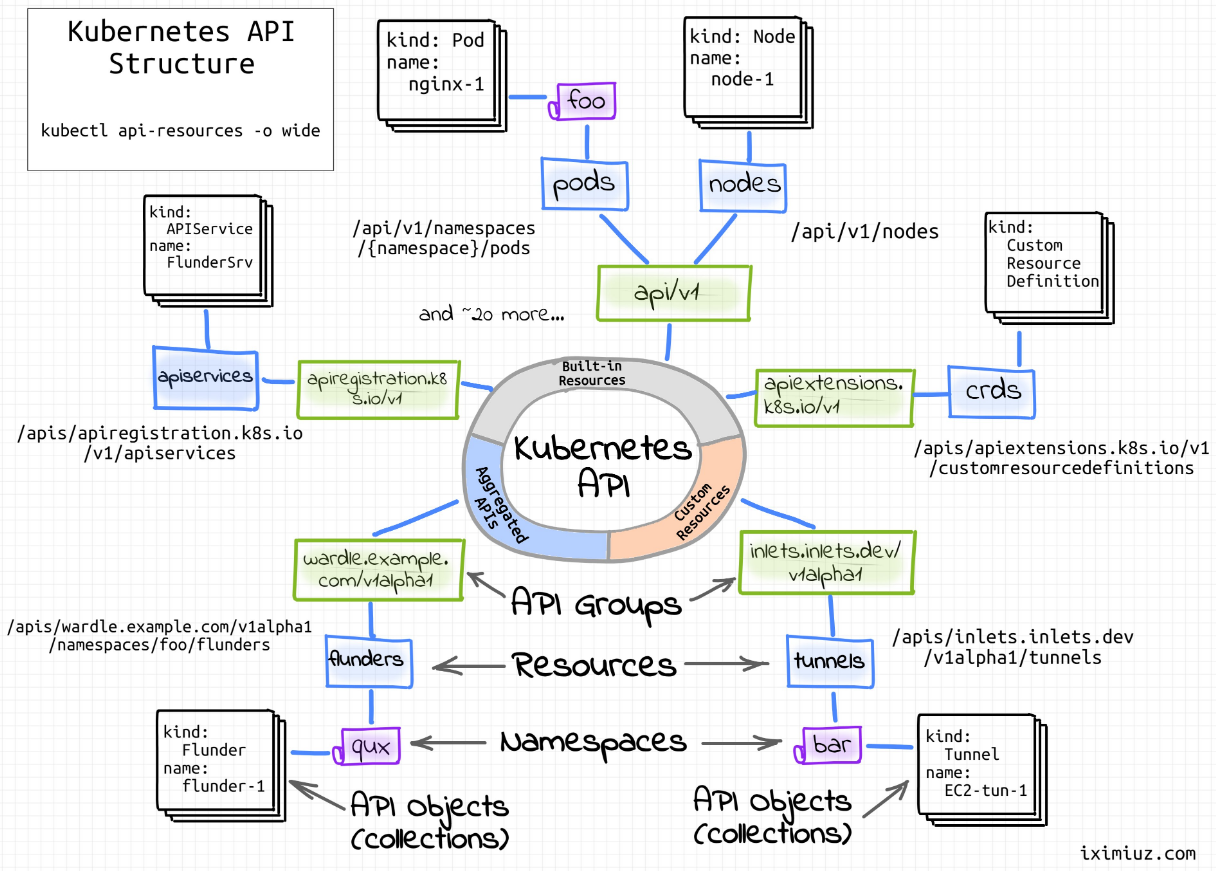 Kubernetes API
Structure
kubectl api-resources -o wide
kind: Pod
name:
nginx-1
foo
pods
/api/v1/namespaces
/{namespace}/pods
kind: Node
name:
node-1
nodes
/api/v1/nodes
api/v1
and ~20 more...
kind:
APIService
name:
FlunderSrv
apiservices
apiregistration.k8
s.io/v1
/apis/apiregistration.k8s.io
/v1/apiservices
kind:
Custom
Resource
Definition
apiextensions.
k8s.io/v1
crds
/apis/apiextensions.k8s.io/v1
/customresourcedefinitions
Built-in
Resources
Kubernetes
API
Aggregated
APIs
Custom
Resources
wardle.example.
com/v1alpha1
inlets.inlets.dev/
v1alpha1
API Groups
/apis/wardle.example.com/v1alpha1
/namespaces/foo/flunders
flunders
Resources
tunnels
/apis/inlets.inlets.dev
/v1alpha1/tunnels
qux
Namespaces
bar
kind:
Flunder
name:
flunder-1
API Objects
(collections)
API Objects
(collections)
kind:
Tunnel
name:
EC2-tun-1
iximiuz.com